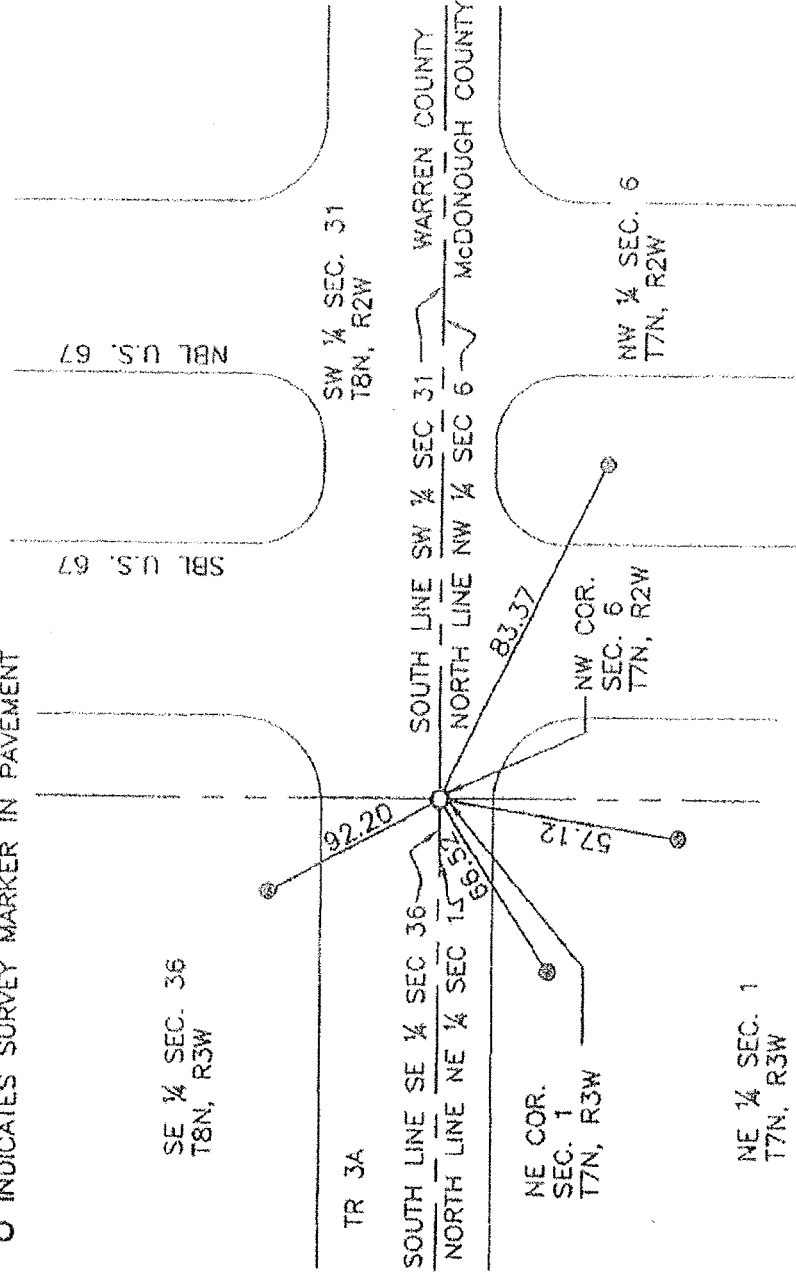 O INDICATES SURVEY MARKER IN PAVEMENT
SE ¼ SEC. 36
T8N, R3W
SBL U.S. 67
NBL U.S. 67
SW ¼ SEC. 31
T8N, R2W
TR 3A
92.20
SOUTH LINE SE ¼ SEC 36
NORTH LINE NE ¼ SEC 1
SOUTH LINE SW ¼ SEC 31
NORTH LINE NW ¼ SEC 6
WARREN COUNTY
McDONOUGH COUNTY
66.52
57.12
83.37
NE COR.
SEC. 1
T7N, R3W
NW COR.
SEC. 6
T7N, R2W
NW ¼ SEC. 6
T7N, R2W
NE ¼ SEC. 1
T7N, R3W